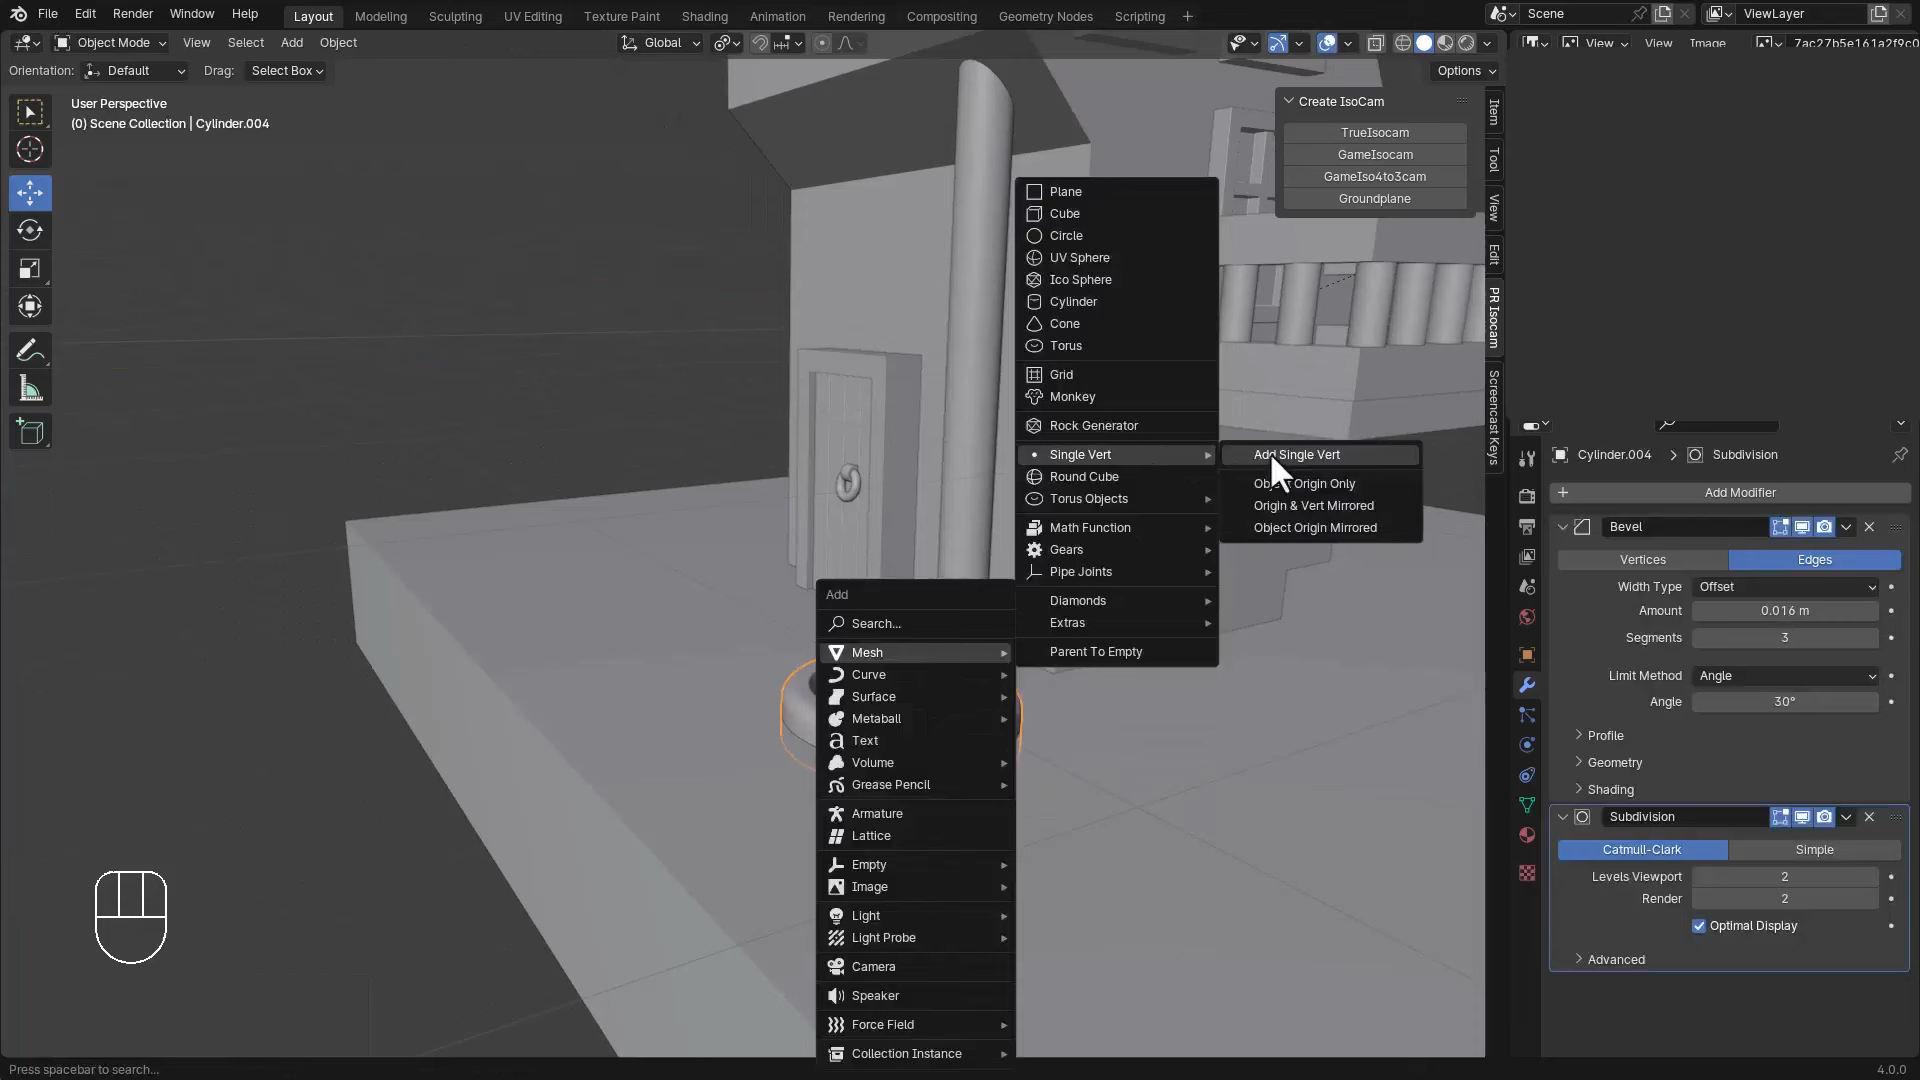 File Edit Render Window Help Layout Modeling Sculpting UV Editing Texture Paint Shading Animation Rendering Compositing Geometry Nodes Scripting + Scene ViewLayer
Object Mode View Select Add Object Global View View Image 7ac27b5e161a2f9c0
Orientation: Default Drag: Select Box Options
User Perspective
(0) Scene Collection | Cylinder.004
Create IsoCam
TrueIsocam
GameIsocam
GameIso4to3cam
Groundplane
Item
Tool
View
Edit
PR Isocam
Screencast Keys
Plane
Cube
Circle
UV Sphere
Ico Sphere
Cylinder
Cone
Torus
Grid
Monkey
Rock Generator
Single Vert
Round Cube
Torus Objects
Math Function
Gears
Pipe Joints
Diamonds
Extras
Parent To Empty
Add Single Vert
Object Origin Only
Origin & Vert Mirrored
Object Origin Mirrored
Add
Search...
Mesh
Curve
Surface
Metaball
Text
Volume
Grease Pencil
Armature
Lattice
Empty
Image
Light
Light Probe
Camera
Speaker
Force Field
Collection Instance
Cylinder.004 Subdivision
Add Modifier
Bevel
Vertices Edges
Width Type Offset
Amount 0.016 m
Segments 3
Limit Method Angle
Angle 30°
Profile
Geometry
Shading
Subdivision
Catmull-Clark Simple
Levels Viewport 2
Render 2
Optimal Display
Advanced
Press spacebar to search...
4.0.0